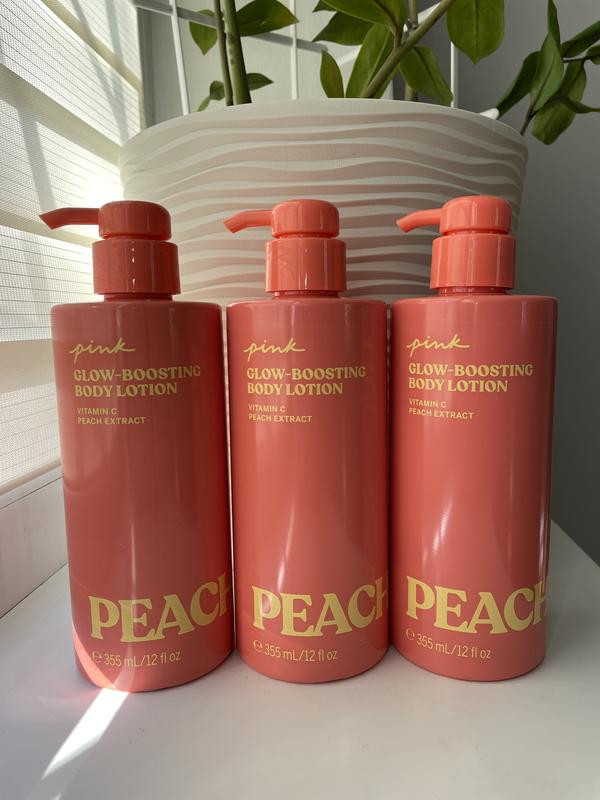 pink
GLOW-BOOSTING
BODY LOTION
VITAMIN C
PEACH EXTRACT
PEACH
℮ 355 mL/12 fl oz
pink
GLOW-BOOSTING
BODY LOTION
VITAMIN C
PEACH EXTRACT
PEACH
℮ 355 mL/12 fl oz
pink
GLOW-BOOSTING
BODY LOTION
VITAMIN C
PEACH EXTRACT
PEACH
℮ 355 mL/12 fl oz